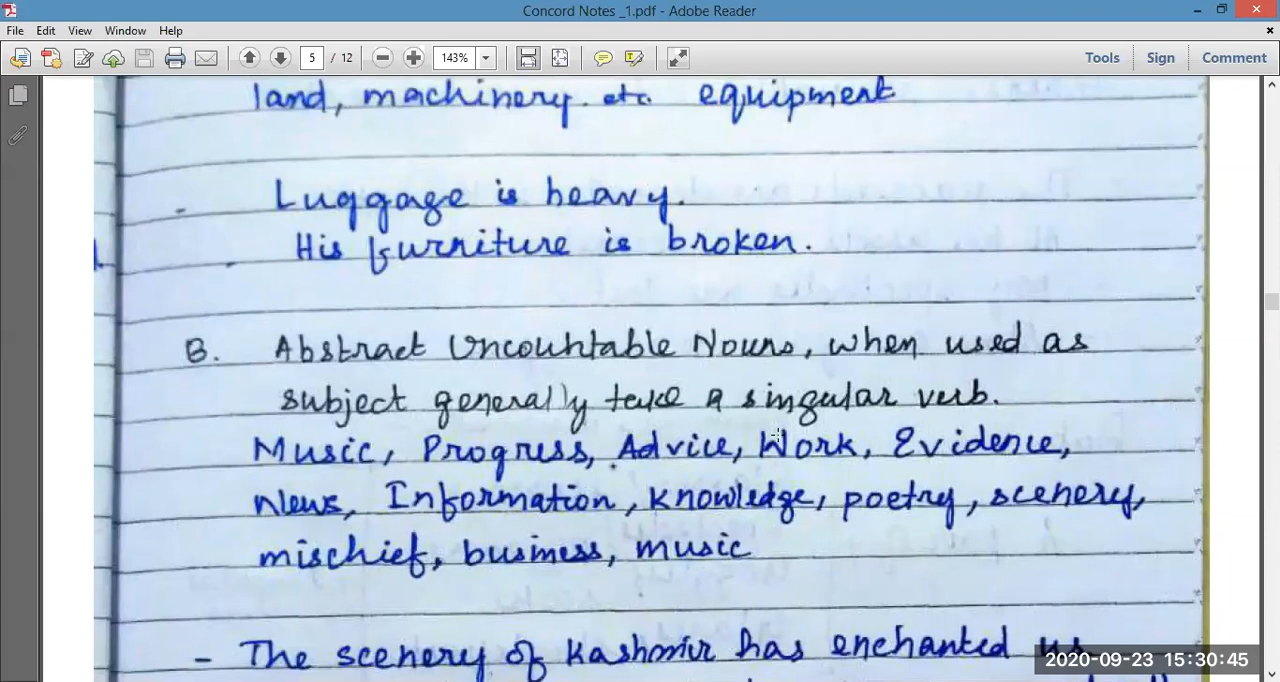 Concord Notes _1.pdf - Adobe Reader
File Edit View Window Help
5 / 12 143% Tools Sign Comment
land, machinery etc. equipment
Luggage is heavy.
His furniture is broken.
B. Abstract Uncountable Nouns, when used as
subject generally take a singular verb.
Music, Progress, Advice, Work, Evidence,
News, Information, knowledge, poetry, scenery,
mischief, business, music
- The scenery of Kashmir has enchanted us
2020-09-23 15:30:45